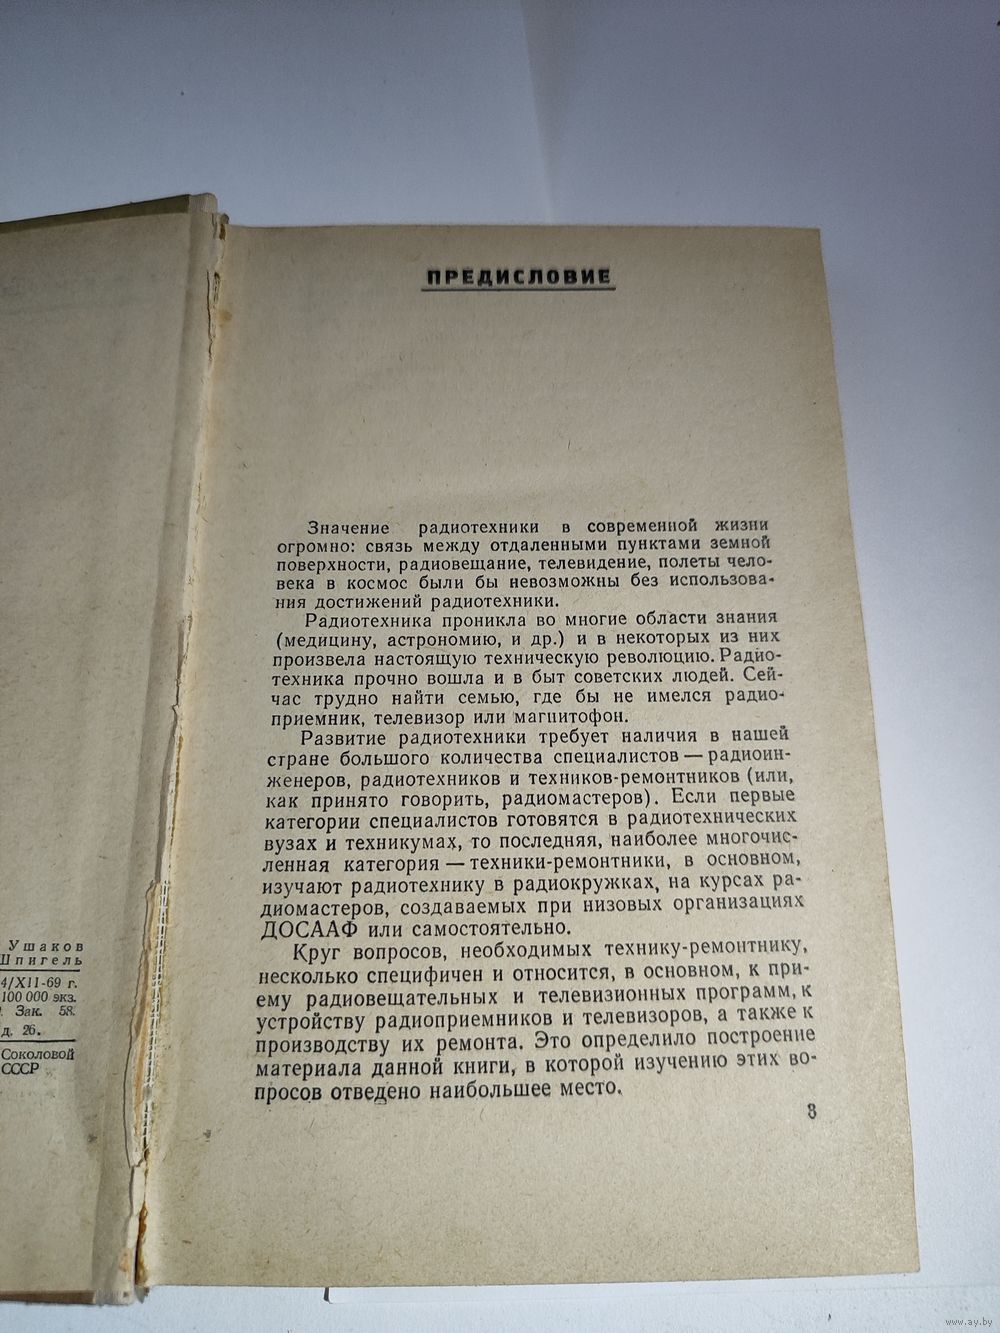 Ушаков
Шпигель
4/XII-69 г.
100 000 экз.
Зак. 58.
д. 26.
Соколовой
СССР
ПРЕДИСЛОВИЕ
Значение радиотехники в современной жизни
огромно: связь между отдаленными пунктами земной
поверхности, радиовещание, телевидение, полеты чело-
века в космос были бы невозможны без использова-
ния достижений радиотехники.
Радиотехника проникла во многие области знания
(медицину, астрономию, и др.) и в некоторых из них
произвела настоящую техническую революцию. Радио-
техника прочно вошла и в быт советских людей. Сей-
час трудно найти семью, где бы не имелся радио-
приемник, телевизор или магнитофон.
Развитие радиотехники требует наличия в нашей
стране большого количества специалистов — радиоин-
женеров, радиотехников и техников-ремонтников (или,
как принято говорить, радиомастеров). Если первые
категории специалистов готовятся в радиотехнических
вузах и техникумах, то последняя, наиболее многочис-
ленная категория — техники-ремонтники, в основном,
изучают радиотехнику в радиокружках, на курсах ра-
диомастеров, создаваемых при низовых организациях
ДОСААФ или самостоятельно.
Круг вопросов, необходимых технику-ремонтнику,
несколько специфичен и относится, в основном, к при-
ему радиовещательных и телевизионных программ, к
устройству радиоприемников и телевизоров, а также к
производству их ремонта. Это определило построение
материала данной книги, в которой изучению этих во-
просов отведено наибольшее место.
3
www.ay.by